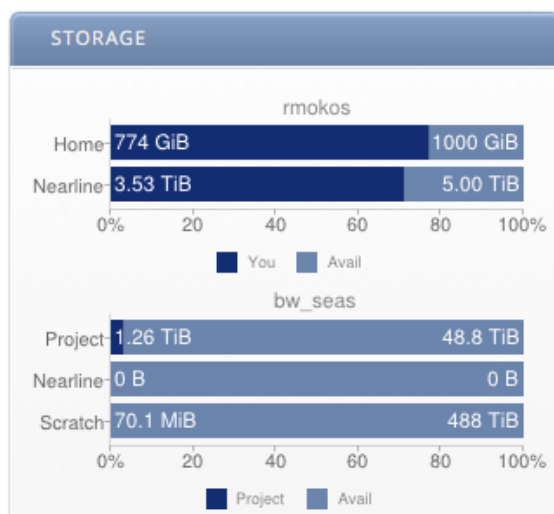 STORAGE
rmokos
Home 774 GiB 1000 GiB
Nearline 3.53 TiB 5.00 TiB
0% 20 40 60 80 100%
You Avail
bw_seas
Project 1.26 TiB 48.8 TiB
Nearline 0 B 0 B
Scratch 70.1 MiB 488 TiB
0% 20 40 60 80 100%
Project Avail